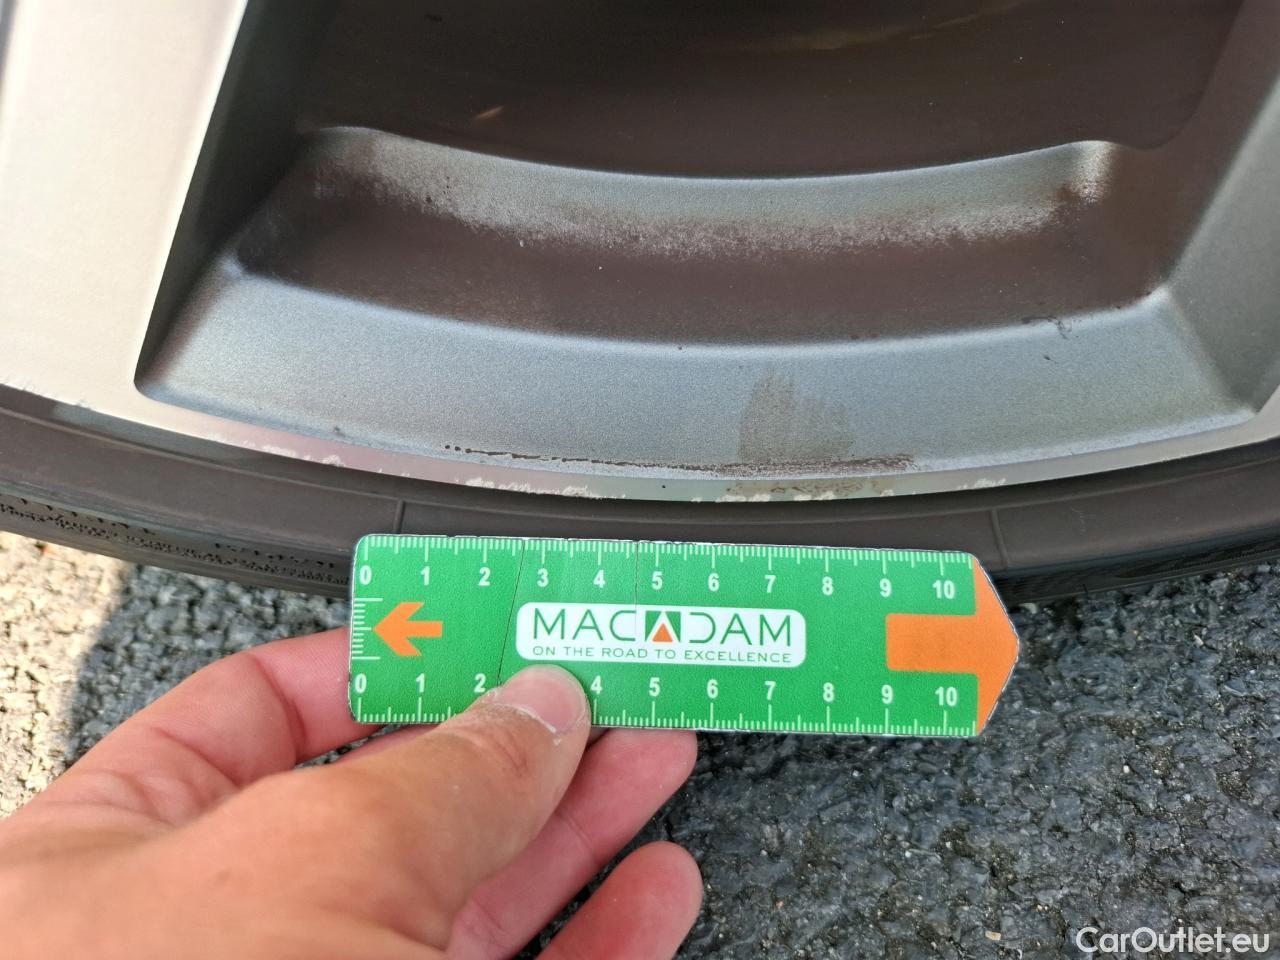 0 1 2 3 4 5 6 7 8 9 10
MACADAM
ON THE ROAD TO EXCELLENCE
0 1 2 4 5 6 7 8 9 10
CarOutlet.eu